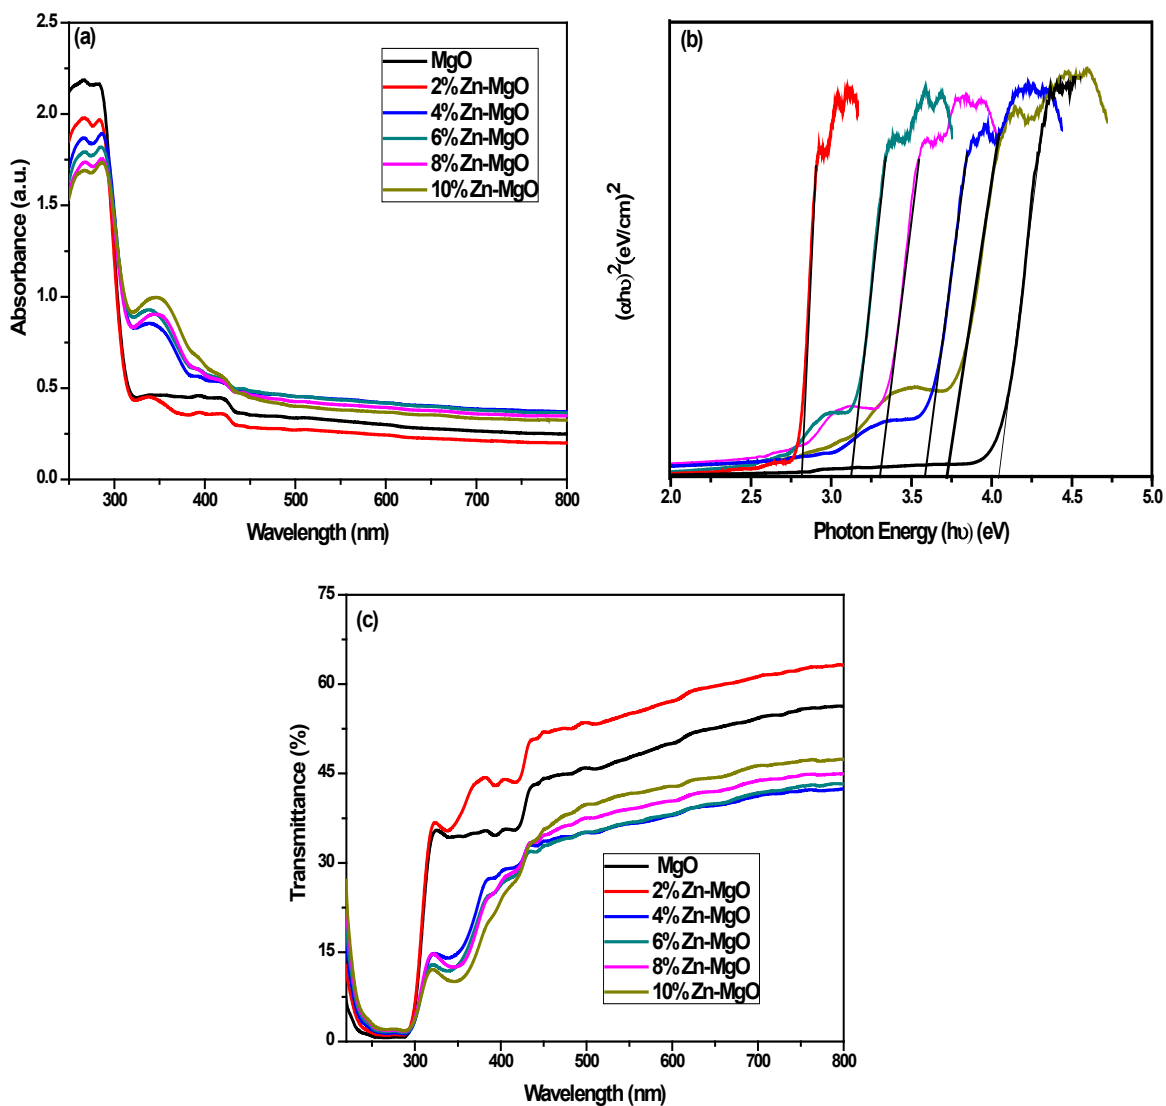 (a)
MgO
2% Zn-MgO
4% Zn-MgO
6% Zn-MgO
8% Zn-MgO
10% Zn-MgO
2.5
2.0
1.5
1.0
0.5
0.0
Absorbance (a.u.)
300 400 500 600 700 800
Wavelength (nm)
(b)
(αhυ)²(eV/cm)²
2.0 2.5 3.0 3.5 4.0 4.5 5.0
Photon Energy (hυ) (eV)
(c)
75
60
45
30
15
0
Transmittance (%)
MgO
2% Zn-MgO
4% Zn-MgO
6% Zn-MgO
8% Zn-MgO
10% Zn-MgO
300 400 500 600 700 800
Wavelength (nm)